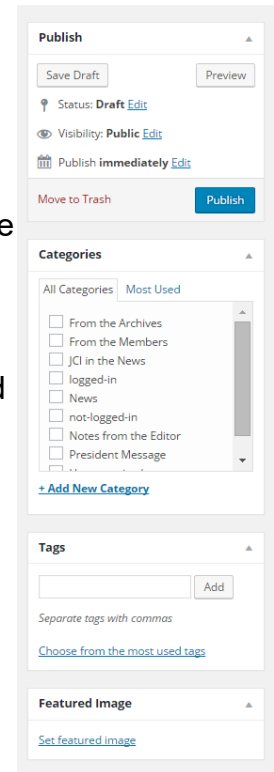 Publish
Save Draft Preview
Status: Draft Edit
Visibility: Public Edit
Publish immediately Edit
Move to Trash Publish
e
Categories
All Categories Most Used
From the Archives
From the Members
JCI in the News
logged-in
d
News
not-logged-in
Notes from the Editor
President Message
+ Add New Category
Tags
Add
Separate tags with commas
Choose from the most used tags
Featured Image
Set featured image